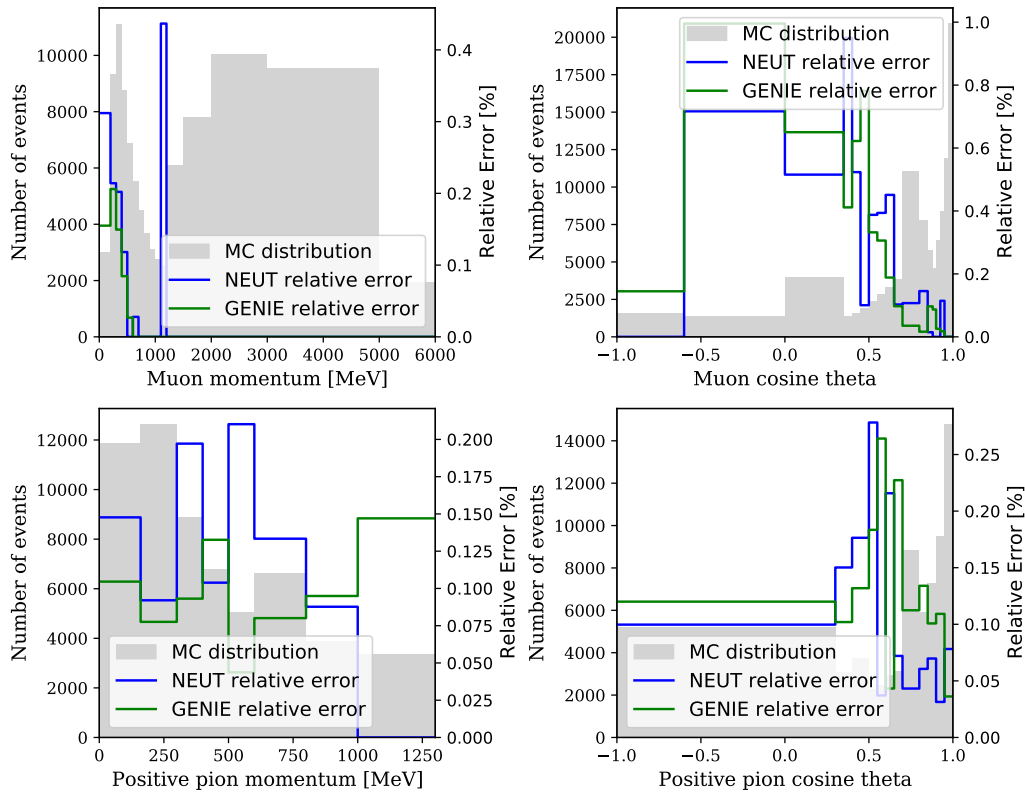 10000
8000
6000
4000
2000
0
Number of events
0.4
0.3
0.2
0.1
0.0
Relative Error [%]
MC distribution
NEUT relative error
GENIE relative error
0 1000 2000 3000 4000 5000 6000
Muon momentum [MeV]
20000
17500
15000
12500
10000
7500
5000
2500
0
Number of events
1.0
0.8
0.6
0.4
0.2
0.0
Relative Error [%]
MC distribution
NEUT relative error
GENIE relative error
−1.0 −0.5 0.0 0.5 1.0
Muon cosine theta
12000
10000
8000
6000
4000
2000
0
Number of events
0.200
0.175
0.150
0.125
0.100
0.075
0.050
0.025
0.000
Relative Error [%]
MC distribution
NEUT relative error
GENIE relative error
0 250 500 750 1000 1250
Positive pion momentum [MeV]
14000
12000
10000
8000
6000
4000
2000
0
Number of events
0.25
0.20
0.15
0.10
0.05
0.00
Relative Error [%]
MC distribution
NEUT relative error
GENIE relative error
−1.0 −0.5 0.0 0.5 1.0
Positive pion cosine theta